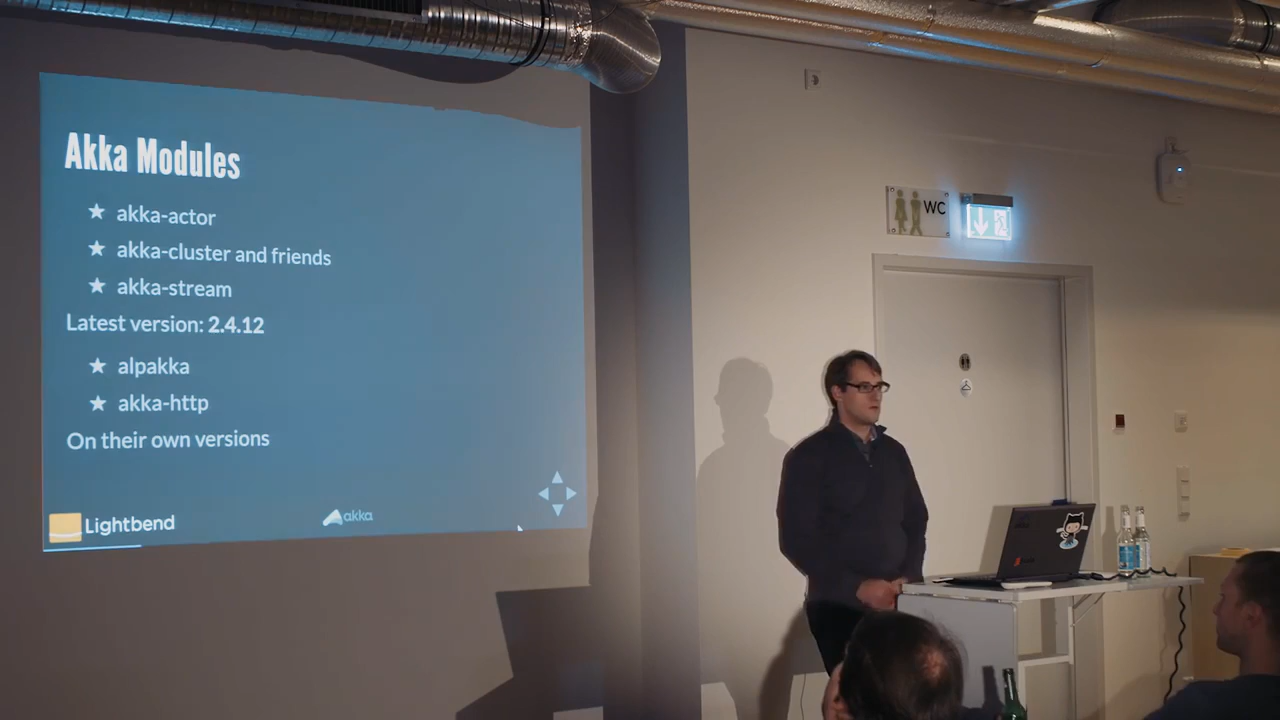 Akka Modules
★ akka-actor
★ akka-cluster and friends
★ akka-stream
Latest version: 2.4.12
★ alpakka
★ akka-http
On their own versions
Lightbend
akka
WC